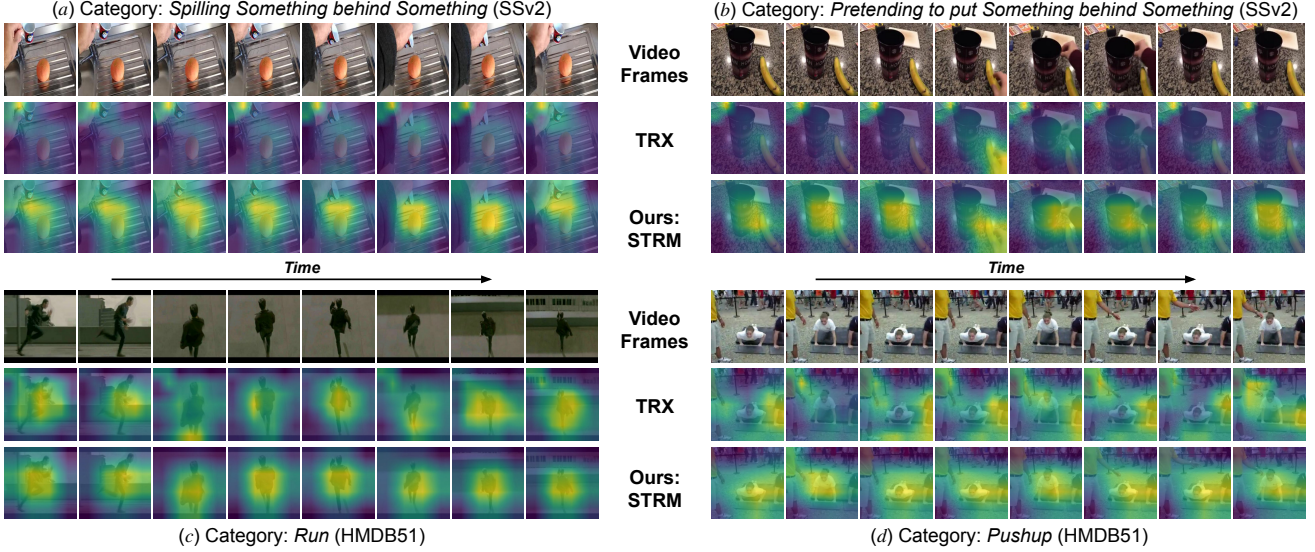 (a) Category: Spilling Something behind Something (SSv2)
(b) Category: Pretending to put Something behind Something (SSv2)
Video
Frames
TRX
Ours:
STRM
Time
Time
Video
Frames
TRX
Ours:
STRM
(c) Category: Run (HMDB51)
(d) Category: Pushup (HMDB51)